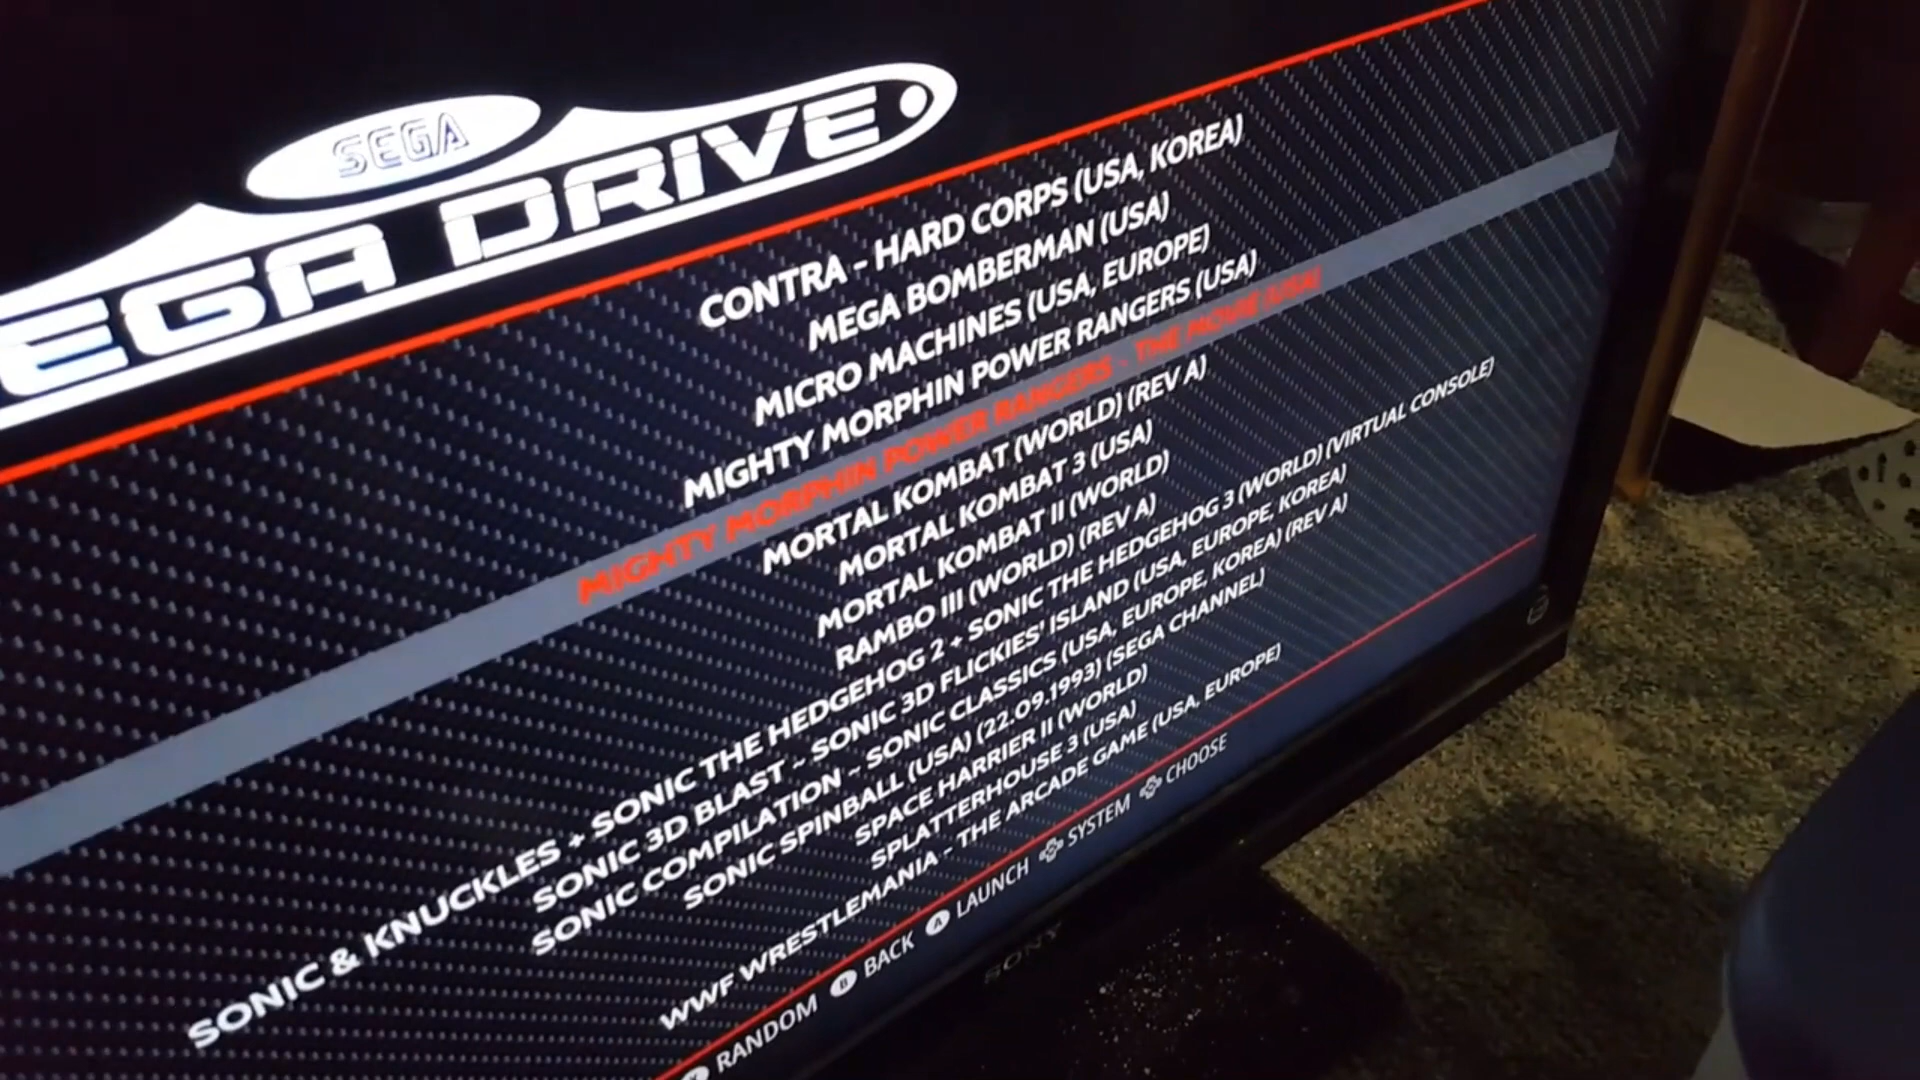 SEGA
EGA DRIVE
CONTRA - HARD CORPS (USA, KOREA)
MEGA BOMBERMAN (USA)
MICRO MACHINES (USA, EUROPE)
MIGHTY MORPHIN POWER RANGERS (USA)
MIGHTY MORPHIN POWER RANGERS - THE MOVIE (USA)
MORTAL KOMBAT (WORLD) (REV A)
MORTAL KOMBAT 3 (USA)
MORTAL KOMBAT II (WORLD)
RAMBO III (WORLD) (REV A)
SONIC & KNUCKLES + SONIC THE HEDGEHOG 2 + SONIC THE HEDGEHOG 3 (WORLD) (VIRTUAL CONSOLE)
SONIC 3D BLAST ~ SONIC 3D FLICKIES' ISLAND (USA, EUROPE, KOREA)
SONIC COMPILATION ~ SONIC CLASSICS (USA, EUROPE, KOREA) (REV A)
SONIC SPINBALL (USA) (22.09.1993) (SEGA CHANNEL)
SPACE HARRIER II (WORLD)
SPLATTERHOUSE 3 (USA)
WWF WRESTLEMANIA - THE ARCADE GAME (USA, EUROPE)
RANDOM B BACK A LAUNCH SYSTEM CHOOSE
SONY